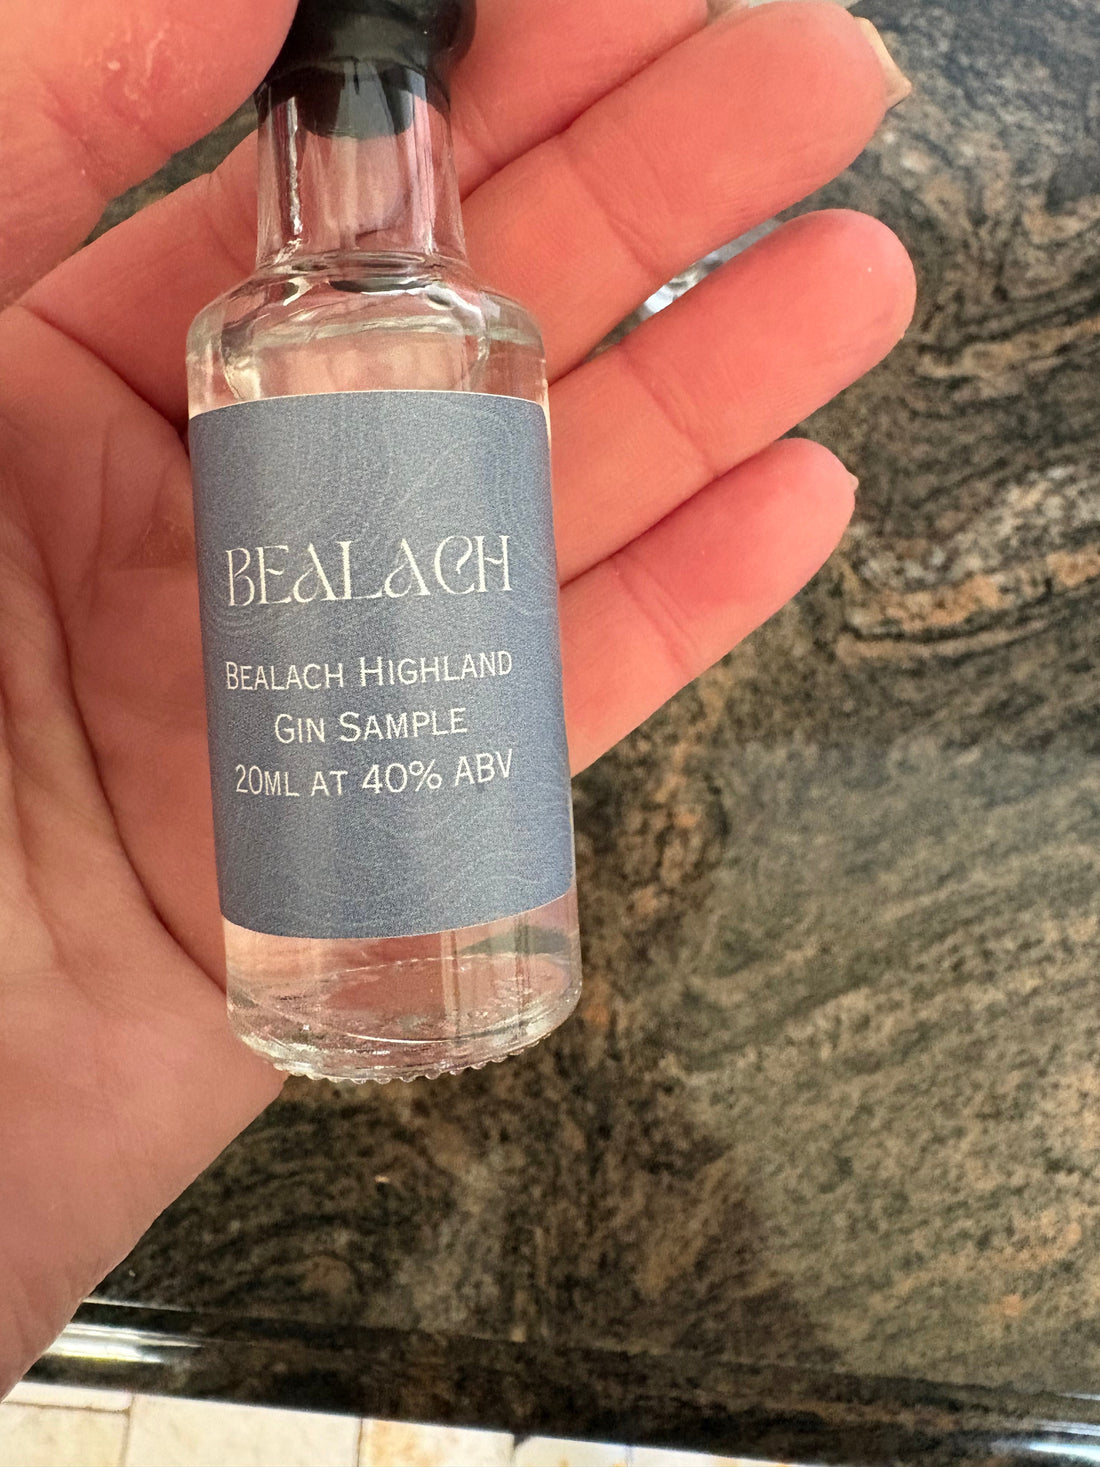 BEALACH
BEALACH HIGHLAND
GIN SAMPLE
20ML AT 40% ABV